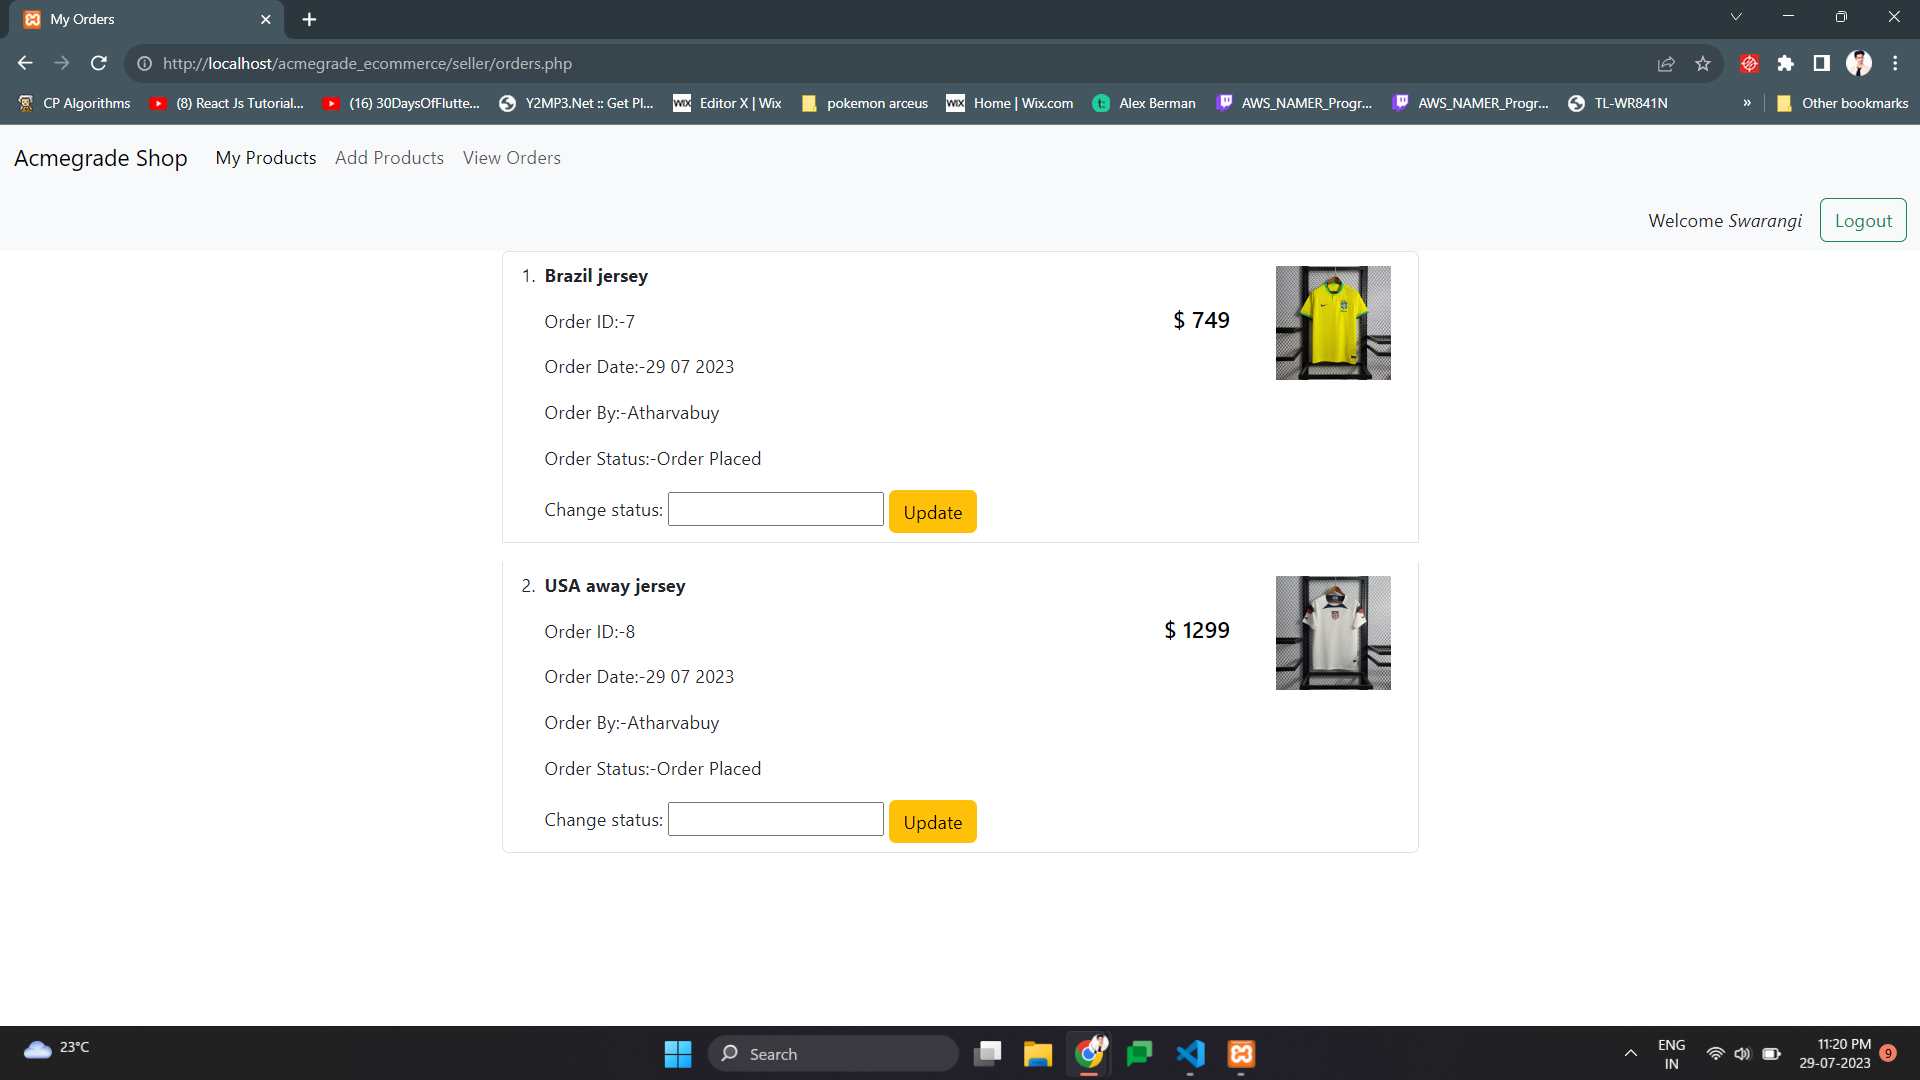 My Orders
http://localhost/acmegrade_ecommerce/seller/orders.php
CP Algorithms
(8) React Js Tutorial...
(16) 30DaysOfFlutte...
Y2MP3.Net :: Get Pl...
WIX Editor X | Wix
pokemon arceus
WIX Home | Wix.com
t Alex Berman
AWS_NAMER_Progr...
AWS_NAMER_Progr...
TL-WR841N
»
Other bookmarks
Acmegrade Shop My Products Add Products View Orders
Welcome Swarangi Logout
1. Brazil jersey
Order ID:-7
$ 749
Order Date:-29 07 2023
Order By:-Atharvabuy
Order Status:-Order Placed
Change status: Update
2. USA away jersey
Order ID:-8
$ 1299
Order Date:-29 07 2023
Order By:-Atharvabuy
Order Status:-Order Placed
Change status: Update
23°C
Search
ENG
IN
11:20 PM
29-07-2023
9